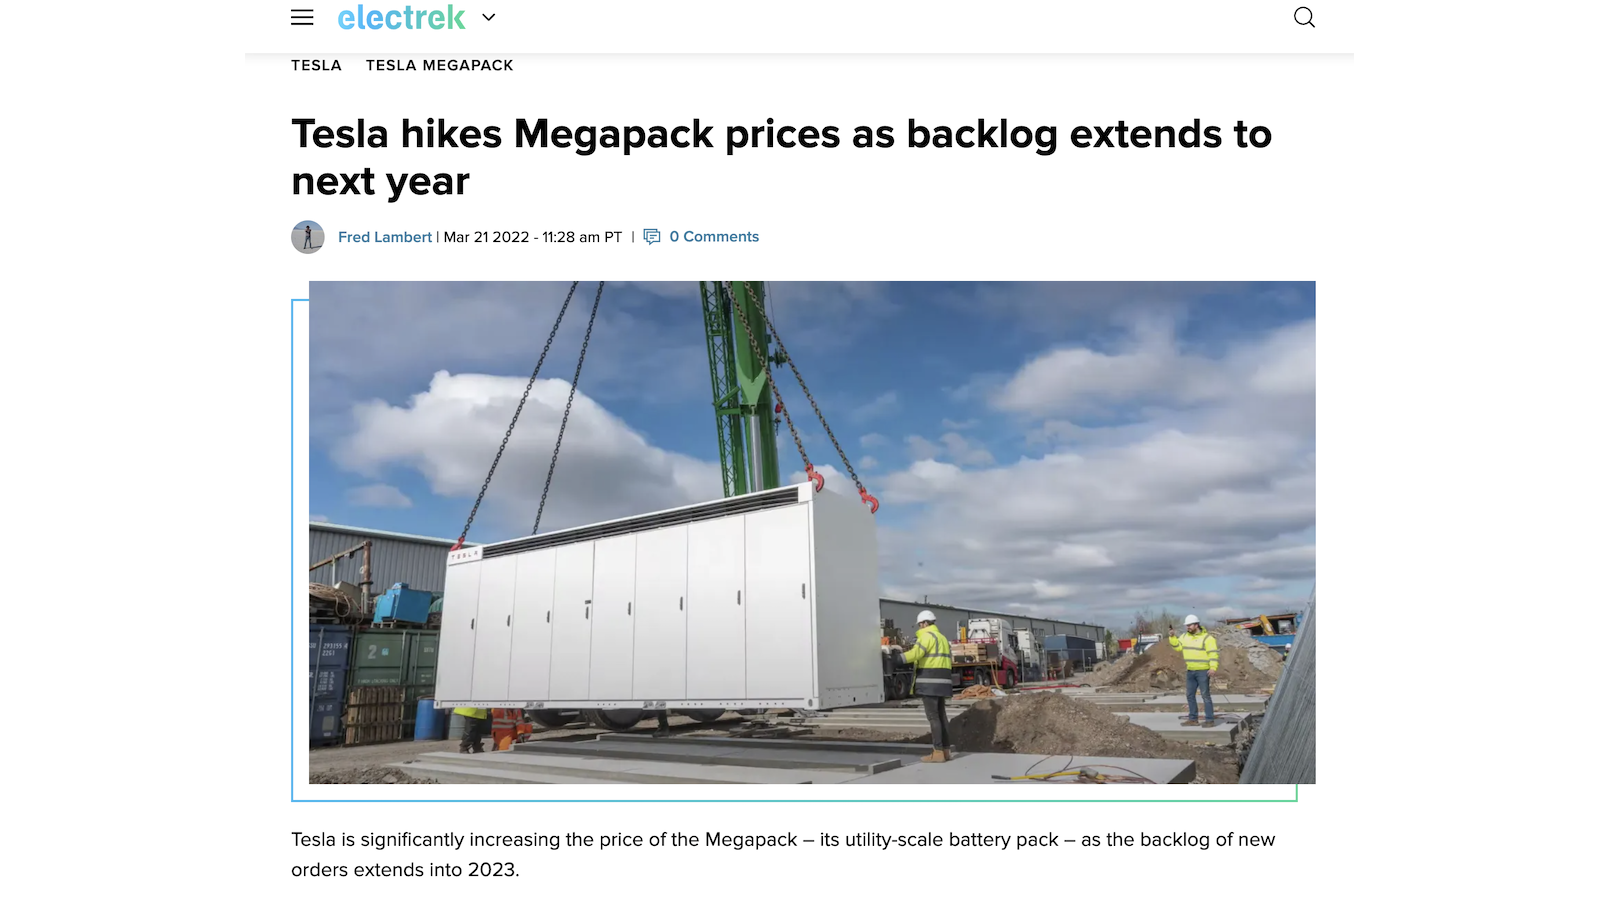 electrek
TESLA TESLA MEGAPACK
Tesla hikes Megapack prices as backlog extends to
next year
Fred Lambert | Mar 21 2022 - 11:28 am PT | 0 Comments
TESLA
2
Tesla is significantly increasing the price of the Megapack – its utility-scale battery pack – as the backlog of new
orders extends into 2023.